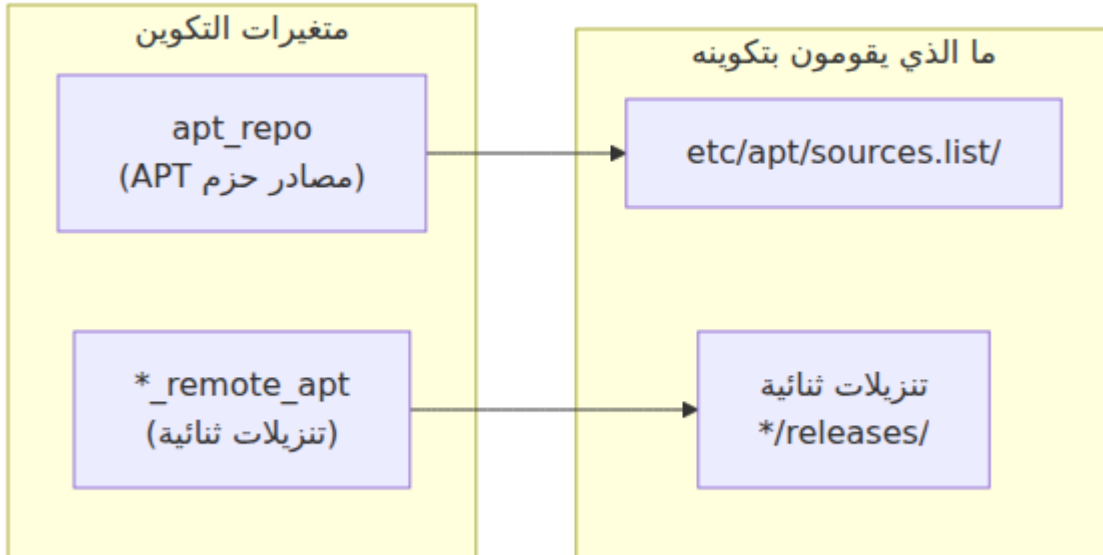 متغيرات التكوين
apt_repo
(مصادر حزم APT)
*_remote_apt
(تنزيلات ثنائية)
ما الذي يقومون بتكوينه
etc/apt/sources.list/
تنزيلات ثنائية
*/releases/